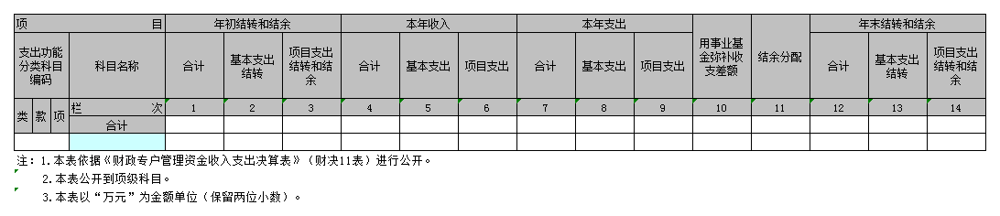 项 目 年初结转和结余 本年收入 本年支出 用事业基金弥补收支差额 结余分配 年末结转和结余
支出功能分类科目编码 科目名称 合计 基本支出结转 项目支出结转和结余 合计 基本支出 项目支出 合计 基本支出 项目支出 合计 基本支出结转 项目支出结转和结余
类 款 项 栏 次 1 2 3 4 5 6 7 8 9 10 11 12 13 14
合计
注：1.本表依据《财政专户管理资金收入支出决算表》（财决11表）进行公开。
2.本表公开到项级科目。
3.本表以“万元”为金额单位（保留两位小数）。